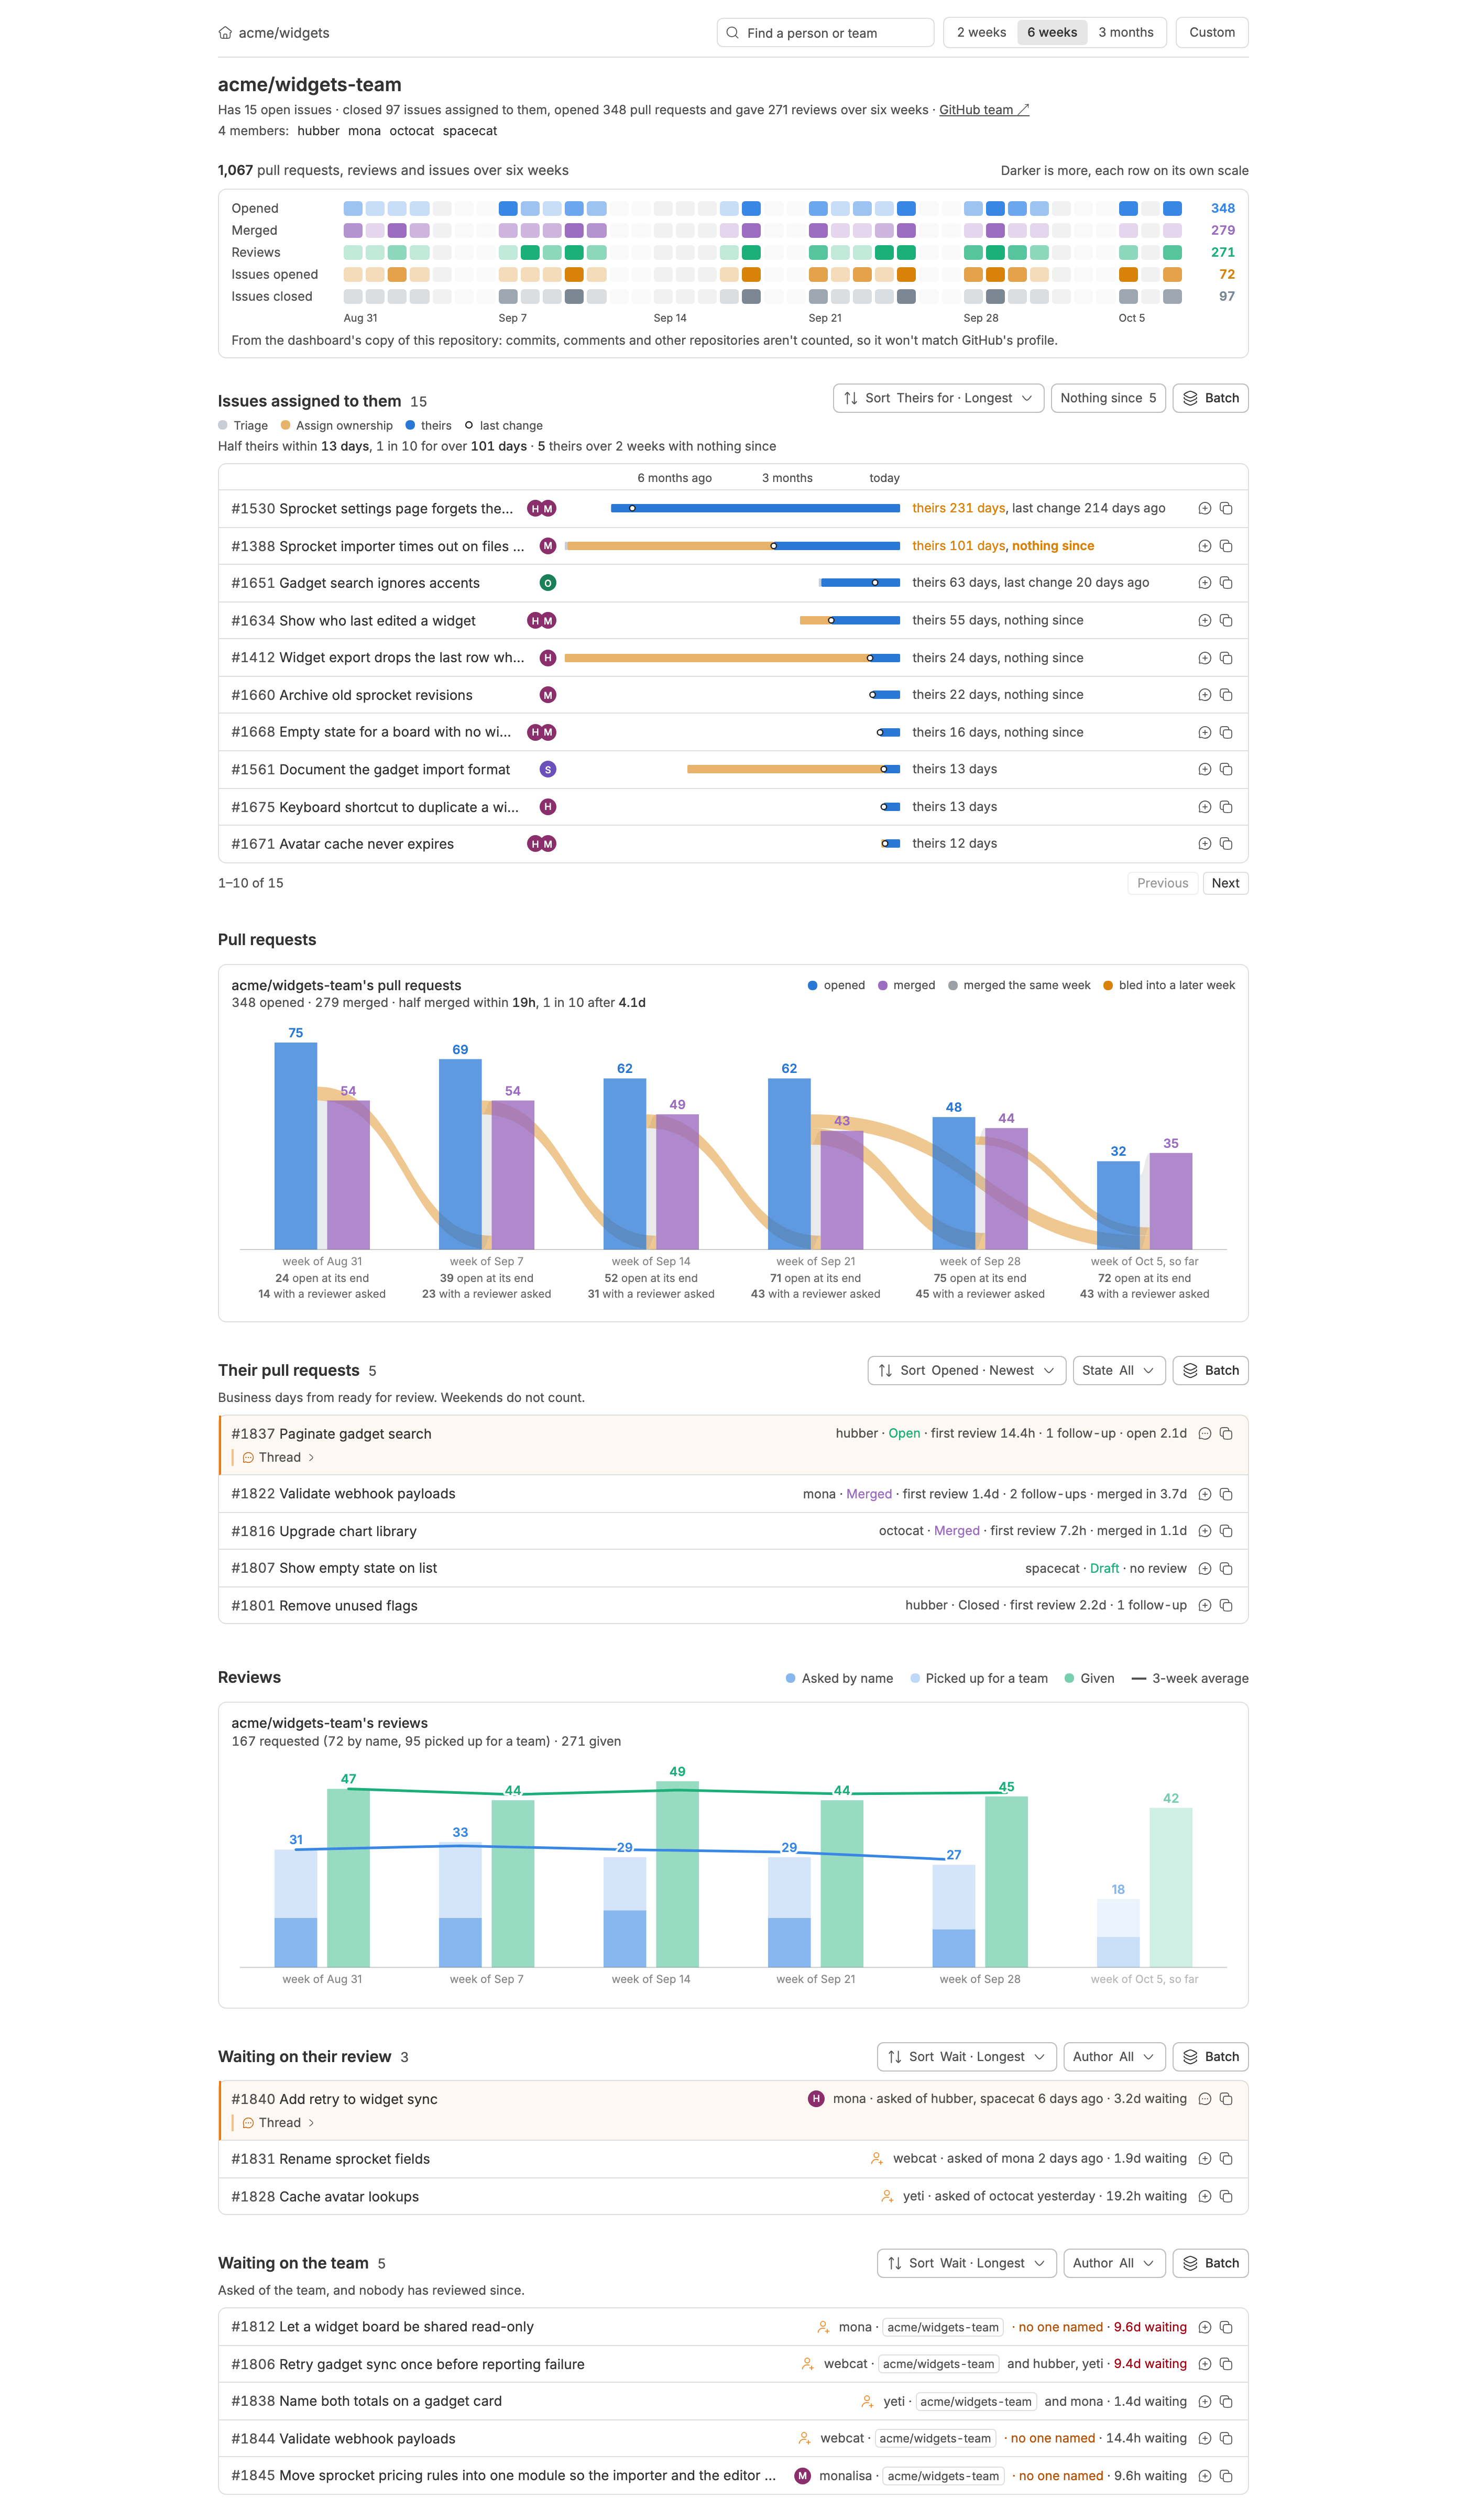 acme/widgets
Find a person or team
2 weeks 6 weeks 3 months Custom
acme/widgets-team
Has 15 open issues · closed 97 issues assigned to them, opened 348 pull requests and gave 271 reviews over six weeks · GitHub team
4 members: hubber mona octocat spacecat
1,067 pull requests, reviews and issues over six weeks
Darker is more, each row on its own scale
Opened 348
Merged 279
Reviews 271
Issues opened 72
Issues closed 97
Aug 31 Sep 7 Sep 14 Sep 21 Sep 28 Oct 5
From the dashboard's copy of this repository: commits, comments and other repositories aren't counted, so it won't match GitHub's profile.
Issues assigned to them 15
Sort Theirs for · Longest
Nothing since 5
Batch
Triage Assign ownership theirs last change
Half theirs within 13 days, 1 in 10 for over 101 days · 5 theirs over 2 weeks with nothing since
6 months ago 3 months today
#1530 Sprocket settings page forgets the... H M theirs 231 days, last change 214 days ago
#1388 Sprocket importer times out on files ... M theirs 101 days, nothing since
#1651 Gadget search ignores accents O theirs 63 days, last change 20 days ago
#1634 Show who last edited a widget H M theirs 55 days, nothing since
#1412 Widget export drops the last row wh... H theirs 24 days, nothing since
#1660 Archive old sprocket revisions M theirs 22 days, nothing since
#1668 Empty state for a board with no wi... H M theirs 16 days, nothing since
#1561 Document the gadget import format S theirs 13 days
#1675 Keyboard shortcut to duplicate a wi... H theirs 13 days
#1671 Avatar cache never expires H M theirs 12 days
1–10 of 15
Previous Next
Pull requests
acme/widgets-team's pull requests
opened merged merged the same week bled into a later week
348 opened · 279 merged · half merged within 19h, 1 in 10 after 4.1d
75 54 69 54 62 49 62 43 48 44 32 35
week of Aug 31 week of Sep 7 week of Sep 14 week of Sep 21 week of Sep 28 week of Oct 5, so far
24 open at its end 39 open at its end 52 open at its end 71 open at its end 75 open at its end 72 open at its end
14 with a reviewer asked 23 with a reviewer asked 31 with a reviewer asked 43 with a reviewer asked 45 with a reviewer asked 43 with a reviewer asked
Their pull requests 5
Sort Opened · Newest
State All
Batch
Business days from ready for review. Weekends do not count.
#1837 Paginate gadget search hubber · Open · first review 14.4h · 1 follow-up · open 2.1d
Thread
#1822 Validate webhook payloads mona · Merged · first review 1.4d · 2 follow-ups · merged in 3.7d
#1816 Upgrade chart library octocat · Merged · first review 7.2h · merged in 1.1d
#1807 Show empty state on list spacecat · Draft · no review
#1801 Remove unused flags hubber · Closed · first review 2.2d · 1 follow-up
Reviews
Asked by name Picked up for a team Given 3-week average
acme/widgets-team's reviews
167 requested (72 by name, 95 picked up for a team) · 271 given
31 47 33 44 29 49 29 44 27 45 18 42
week of Aug 31 week of Sep 7 week of Sep 14 week of Sep 21 week of Sep 28 week of Oct 5, so far
Waiting on their review 3
Sort Wait · Longest
Author All
Batch
#1840 Add retry to widget sync H mona · asked of hubber, spacecat 6 days ago · 3.2d waiting
Thread
#1831 Rename sprocket fields webcat · asked of mona 2 days ago · 1.9d waiting
#1828 Cache avatar lookups yeti · asked of octocat yesterday · 19.2h waiting
Waiting on the team 5
Sort Wait · Longest
Author All
Batch
Asked of the team, and nobody has reviewed since.
#1812 Let a widget board be shared read-only mona · acme/widgets-team · no one named · 9.6d waiting
#1806 Retry gadget sync once before reporting failure webcat · acme/widgets-team and hubber, yeti · 9.4d waiting
#1838 Name both totals on a gadget card yeti · acme/widgets-team and mona · 1.4d waiting
#1844 Validate webhook payloads webcat · acme/widgets-team · no one named · 14.4h waiting
#1845 Move sprocket pricing rules into one module so the importer and the editor ... M monalisa · acme/widgets-team · no one named · 9.6h waiting